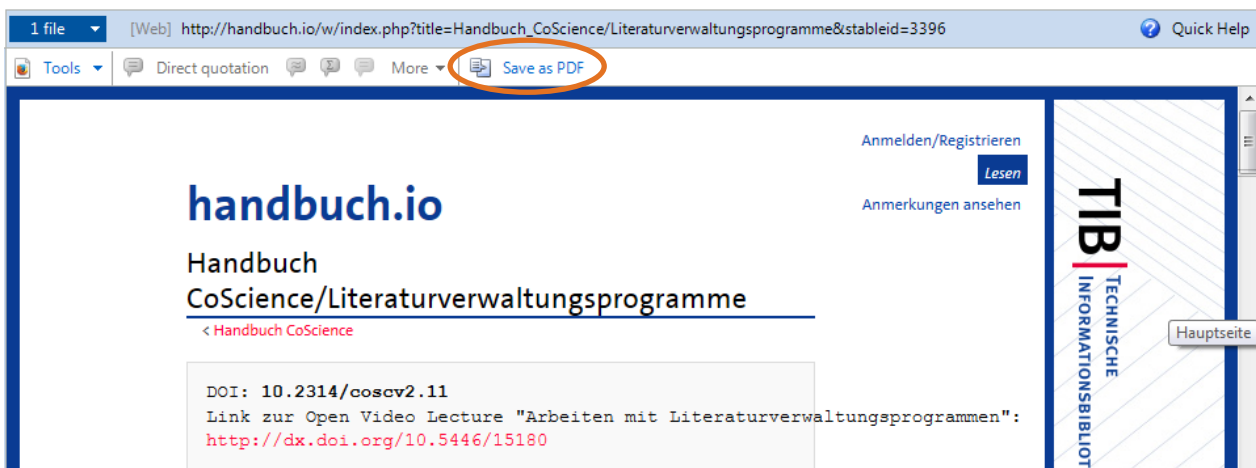 1 file [Web] http://handbuch.io/w/index.php?title=Handbuch_CoScience/Literaturverwaltungsprogramme&stableid=3396 Quick Help
Tools Direct quotation More Save as PDF
Anmelden/Registrieren
Lesen
Anmerkungen ansehen
handbuch.io
Handbuch
CoScience/Literaturverwaltungsprogramme
< Handbuch CoScience
DOI: 10.2314/coscv2.11
Link zur Open Video Lecture "Arbeiten mit Literaturverwaltungsprogrammen":
http://dx.doi.org/10.5446/15180
TIB
TECHNISCHE
INFORMATIONSBIBLIOT
Hauptseite